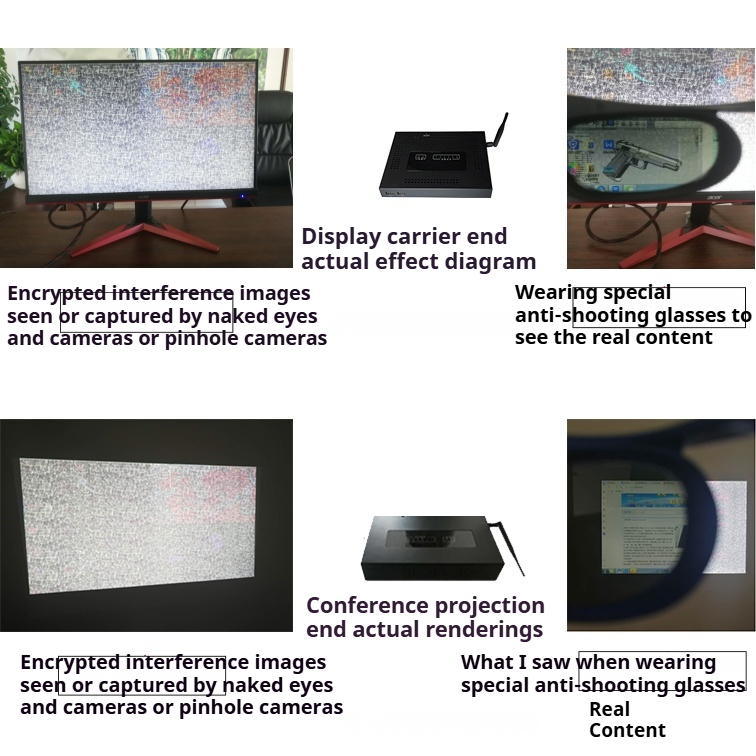 Display carrier end
actual effect diagram
Encrypted interference images
seen or captured by naked eyes
and cameras or pinhole cameras
Wearing special
anti-shooting glasses to
see the real content
Conference projection
end actual renderings
Encrypted interference images
seen or captured by naked eyes
and cameras or pinhole cameras
What I saw when wearing
special anti-shooting glasses
Real
Content